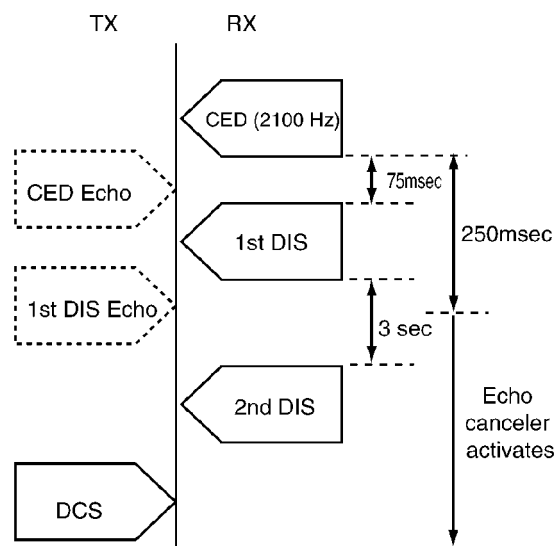 TX
RX
CED (2100 Hz)
CED Echo
75msec
250msec
1st DIS
1st DIS Echo
3 sec
2nd DIS
Echo
canceler
activates
DCS